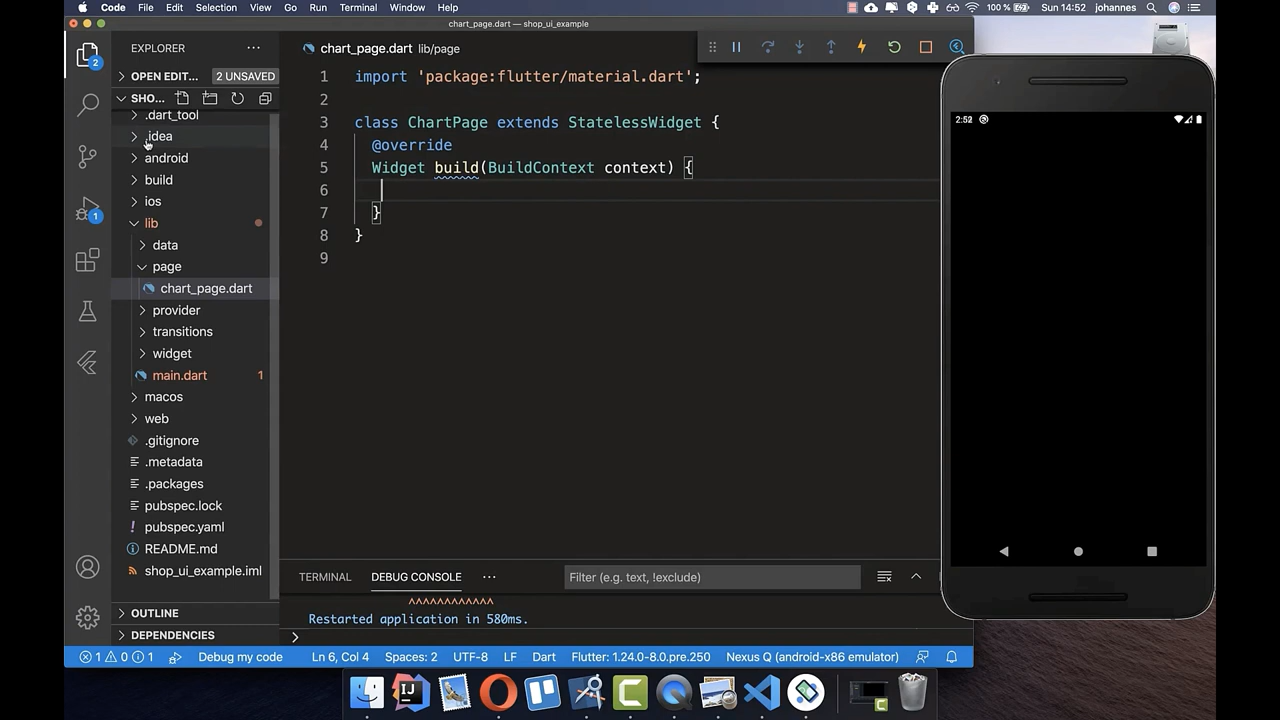 Code File Edit Selection View Go Run Terminal Window Help 100 % Sun 14:52 johannes
chart_page.dart — shop_ui_example
EXPLORER
chart_page.dart lib/page
OPEN EDIT... 2 UNSAVED
SHO...
.dart_tool
.idea
android
build
ios
lib
data
page
chart_page.dart
provider
transitions
widget
main.dart 1
macos
web
.gitignore
.metadata
.packages
pubspec.lock
pubspec.yaml
README.md
shop_ui_example.iml
OUTLINE
DEPENDENCIES
2
1
1 import 'package:flutter/material.dart';
2
3 class ChartPage extends StatelessWidget {
4 @override
5 Widget build(BuildContext context) {
6
7 }
8 }
9
TERMINAL DEBUG CONSOLE ... Filter (e.g. text, !exclude)
^^^^^^^^^^^^
Restarted application in 580ms.
>
1 0 1 Debug my code Ln 6, Col 4 Spaces: 2 UTF-8 LF Dart Flutter: 1.24.0-8.0.pre.250 Nexus Q (android-x86 emulator)
2:52